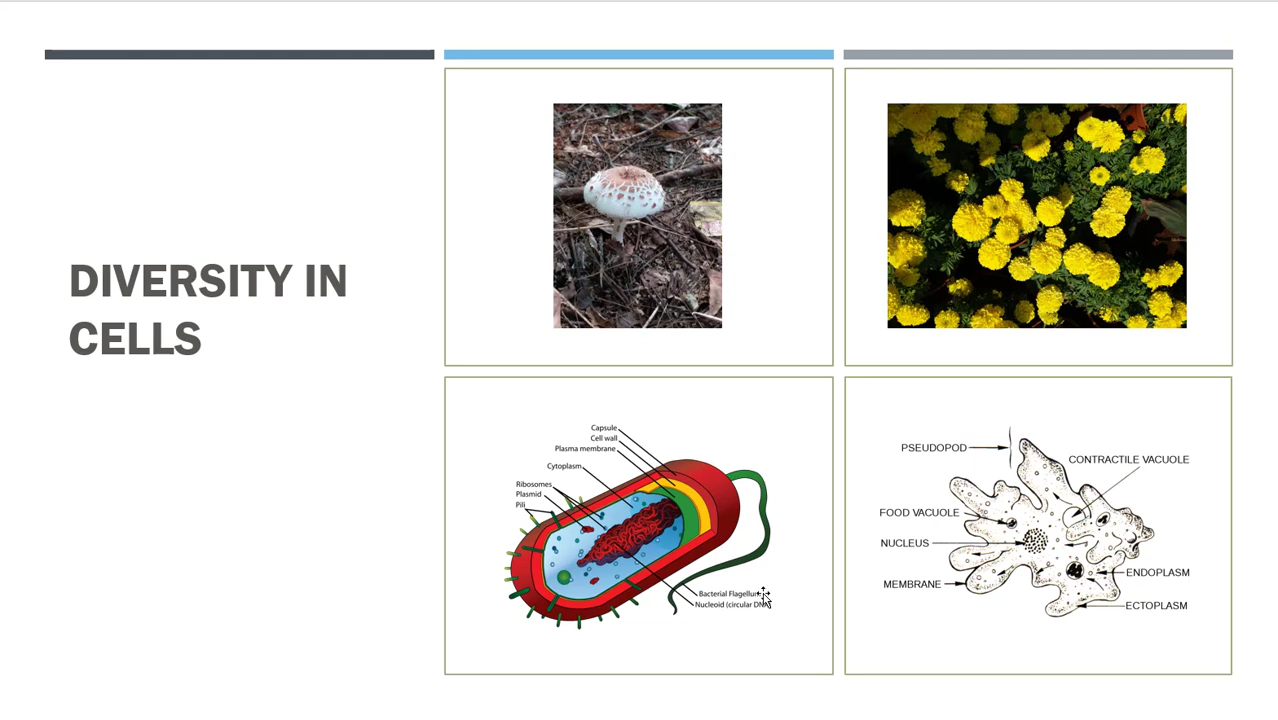 DIVERSITY IN
CELLS
Capsule
Cell wall
Plasma membrane
Cytoplasm
Ribosomes
Plasmid
Pili
Bacterial Flagellum
Nucleoid (circular DNA)
PSEUDOPOD
CONTRACTILE VACUOLE
FOOD VACUOLE
NUCLEUS
MEMBRANE
ENDOPLASM
ECTOPLASM